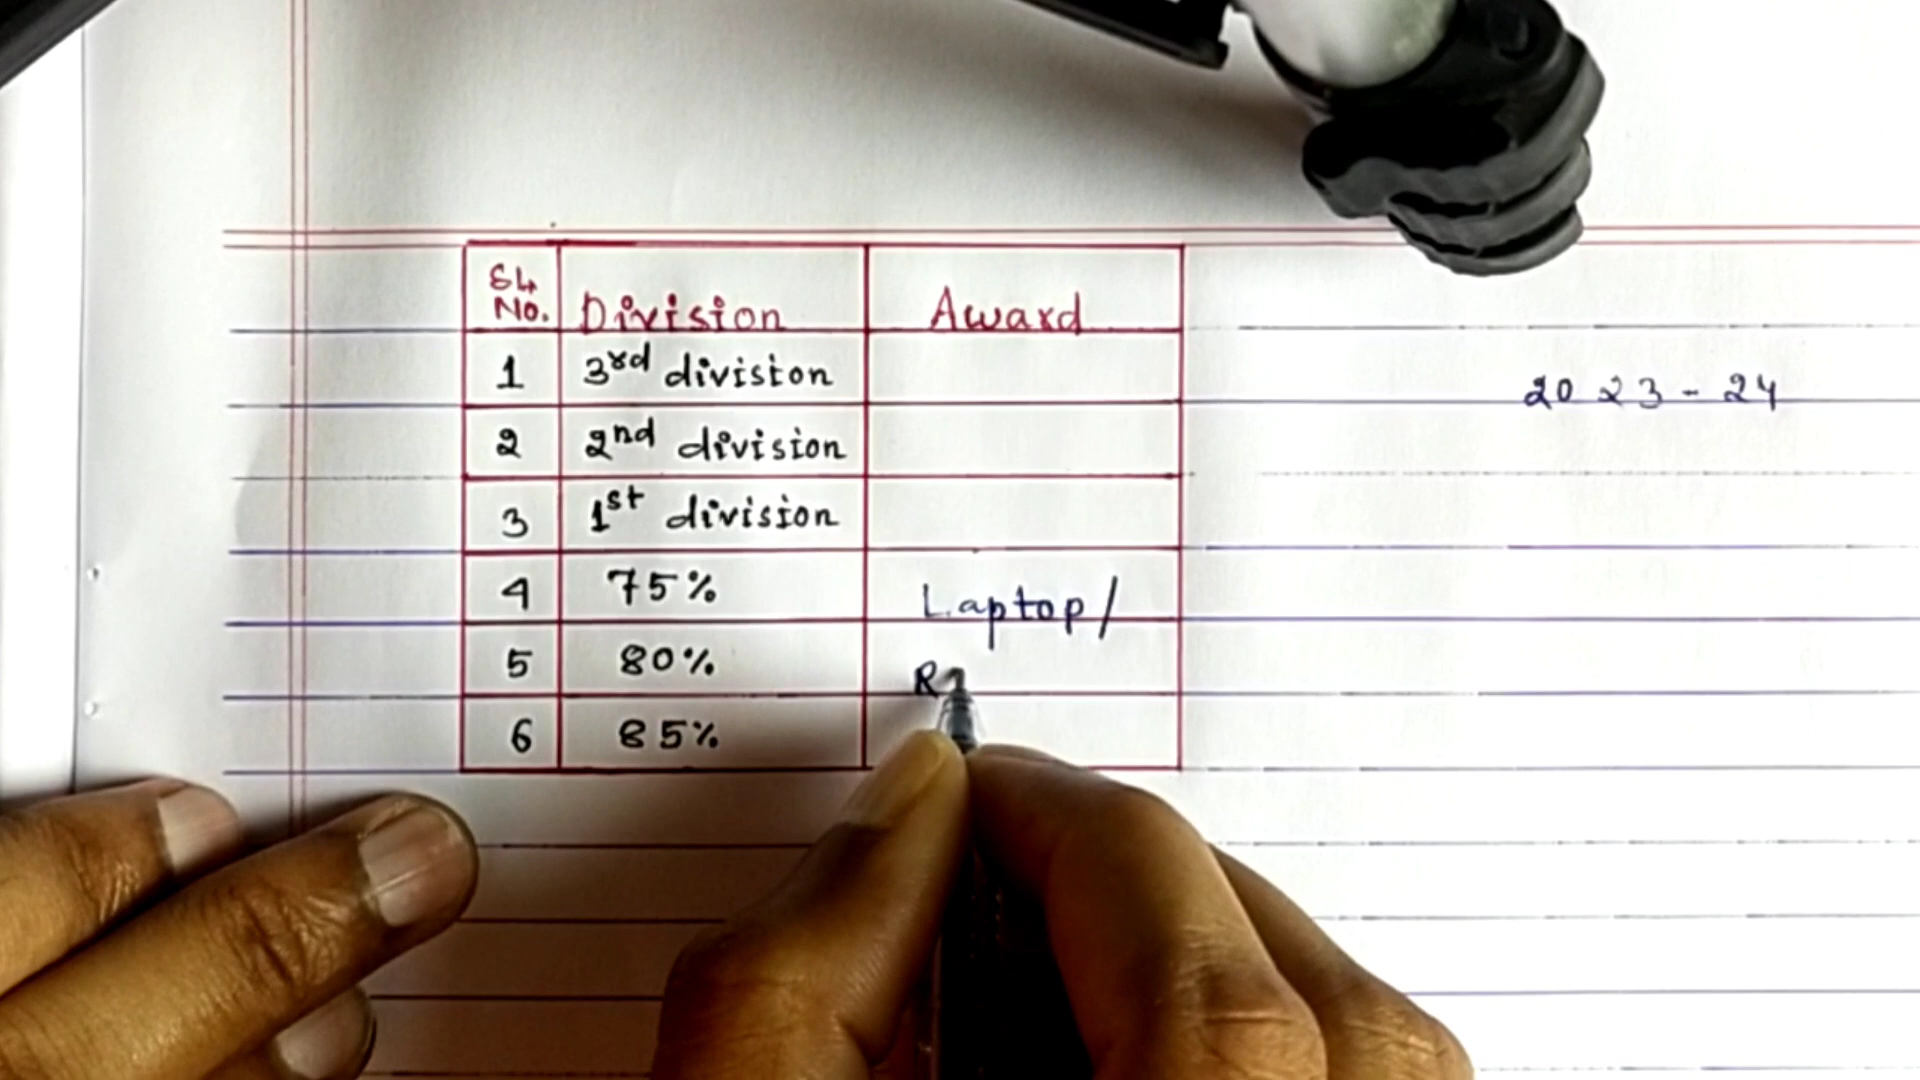 SL. No. Division Award
1 3rd division
2 2nd division
3 1st division
4 75% Laptop/
5 80% R
6 85%
2023-24